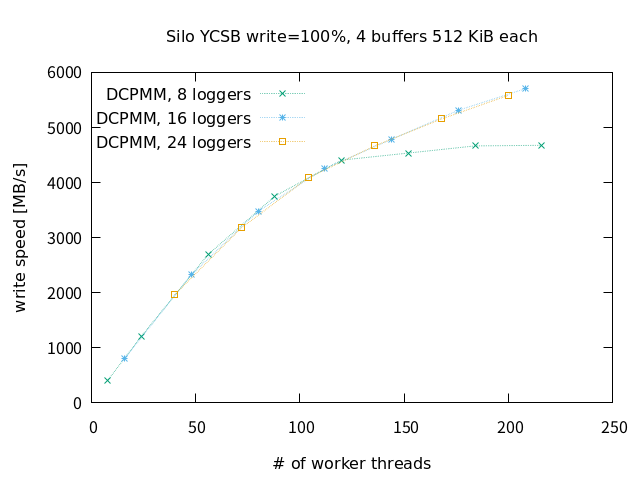 Silo YCSB write=100%, 4 buffers 512 KiB each
6000
5000
4000
3000
2000
1000
0
write speed [MB/s]
DCPMM, 8 loggers
DCPMM, 16 loggers
DCPMM, 24 loggers
0 50 100 150 200 250
# of worker threads